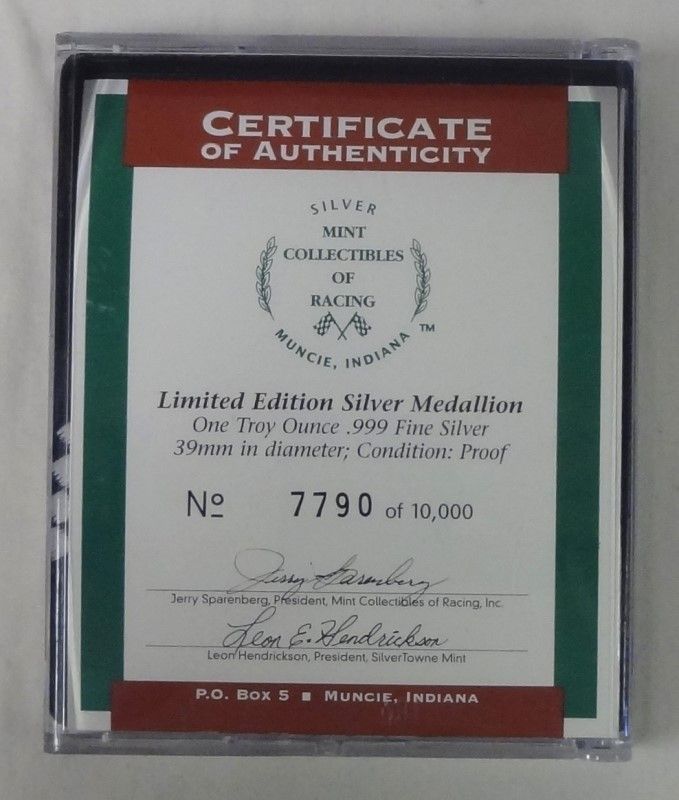 CERTIFICATE
OF AUTHENTICITY
SILVER
MINT
COLLECTIBLES
OF
RACING
MUNCIE, INDIANA
TM
Limited Edition Silver Medallion
One Troy Ounce .999 Fine Silver
39mm in diameter; Condition: Proof
Nº 7790 of 10,000
Jerry Sparenberg
Jerry Sparenberg, President, Mint Collectibles of Racing, Inc.
Leon E. Hendrickson
Leon Hendrickson, President, SilverTowne Mint
P.O. BOX 5 ■ MUNCIE, INDIANA